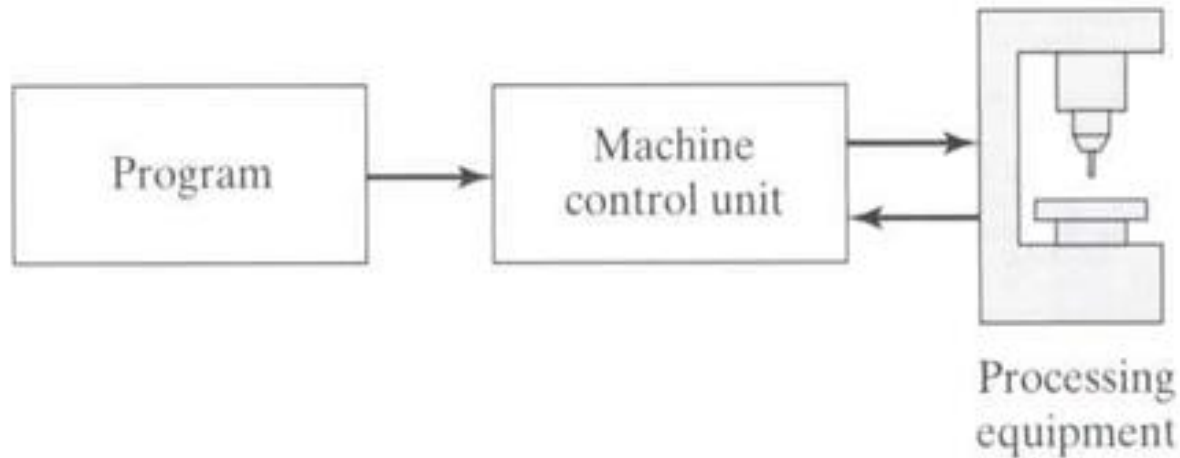 Program
Machine
control unit
Processing
equipment